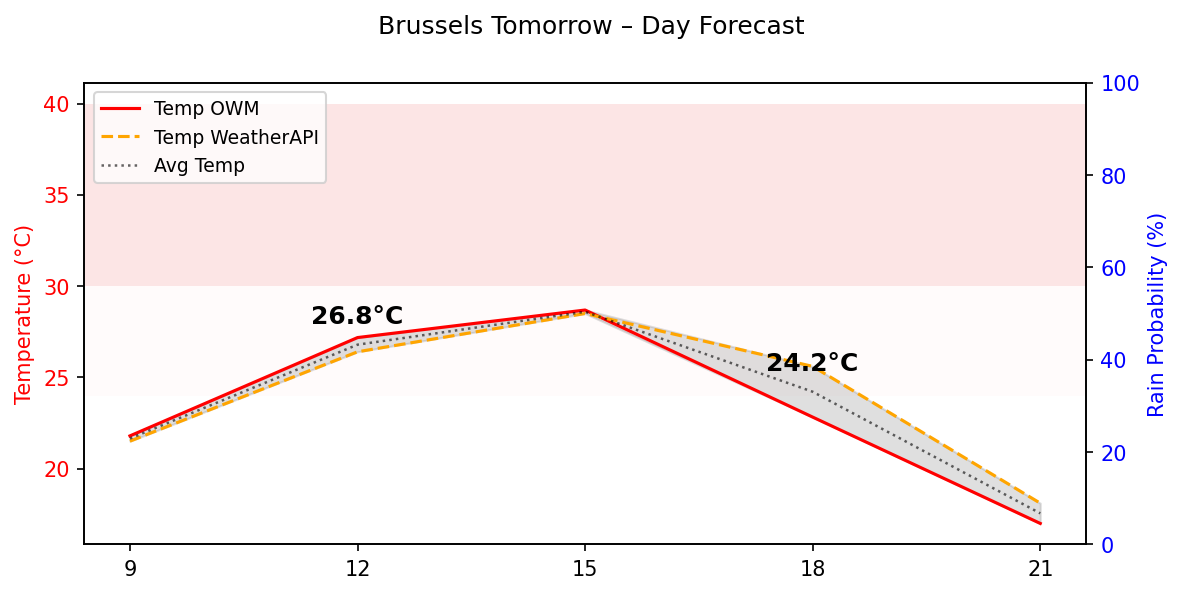 Brussels Tomorrow – Day Forecast
Temp OWM
Temp WeatherAPI
Avg Temp
Temperature (°C)
40
35
30
25
20
26.8°C
24.2°C
100
80
60
40
20
0
Rain Probability (%)
9 12 15 18 21